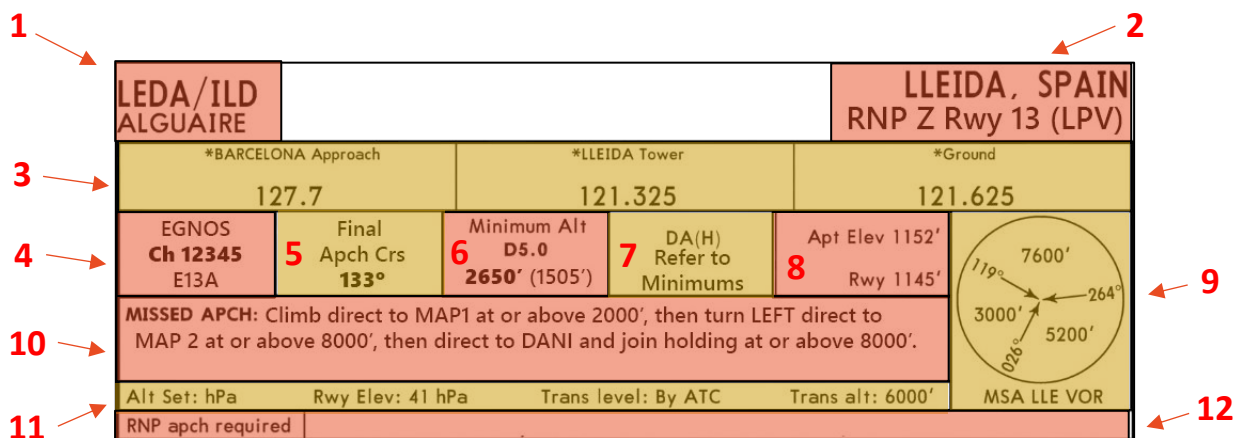 1
2
LEDA/ILD
ALGUAIRE
LLEIDA, SPAIN
RNP Z Rwy 13 (LPV)
3
*BARCELONA Approach
127.7
*LLEIDA Tower
121.325
*Ground
121.625
4
EGNOS
Ch 12345
E13A
5
Final
Apch Crs
133°
6
Minimum Alt
D5.0
2650' (1505')
7
DA(H)
Refer to
Minimums
8
Apt Elev 1152'
Rwy 1145'
9
7600'
119°
264°
3000'
5200'
026°
MSA LLE VOR
10
MISSED APCH: Climb direct to MAP1 at or above 2000', then turn LEFT direct to
MAP 2 at or above 8000', then direct to DANI and join holding at or above 8000'.
11
Alt Set: hPa Rwy Elev: 41 hPa Trans level: By ATC Trans alt: 6000'
12
RNP apch required